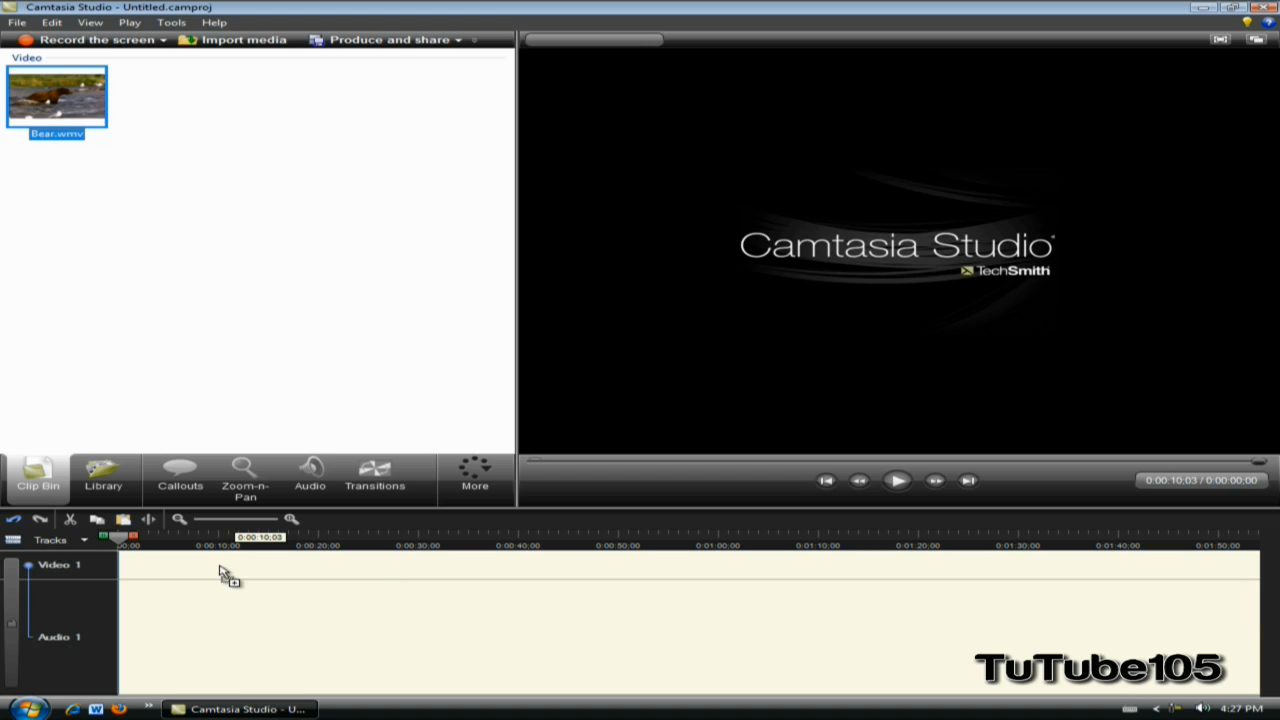 Camtasia Studio - Untitled.camproj
File Edit View Play Tools Help
Record the screen Import media Produce and share
Video
Bear.wmv
Camtasia Studio
TechSmith
Clip Bin Library Callouts Zoom-n-Pan Audio Transitions More
0:00:10;03 / 0:00:00;00
0:00:10;03
Tracks
00;00 0:00:10;00 0:00:20;00 0:00:30;00 0:00:40;00 0:00:50;00 0:01:00;00 0:01:10;00 0:01:20;00 0:01:30;00 0:01:40;00 0:01:50;00
Video 1
Audio 1
TuTube105
Camtasia Studio - U...
4:27 PM